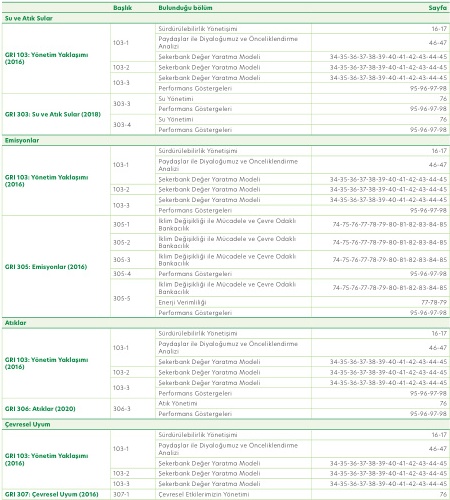 Başlık Bulunduğu bölüm Sayfa
Su ve Atık Sular
GRI 103: Yönetim Yaklaşımı (2016)
103-1
Sürdürülebilirlik Yönetişimi 16-17
Paydaşlar ile Diyaloğumuz ve Önceliklendirme Analizi 46-47
Şekerbank Değer Yaratma Modeli 34-35-36-37-38-39-40-41-42-43-44-45
103-2 Şekerbank Değer Yaratma Modeli 34-35-36-37-38-39-40-41-42-43-44-45
103-3
Şekerbank Değer Yaratma Modeli 34-35-36-37-38-39-40-41-42-43-44-45
Performans Göstergeleri 95-96-97-98
GRI 303: Su ve Atık Sular (2018)
303-3
Su Yönetimi 76
Performans Göstergeleri 95-96-97-98
303-4
Su Yönetimi 76
Performans Göstergeleri 95-96-97-98
Emisyonlar
GRI 103: Yönetim Yaklaşımı (2016)
103-1
Sürdürülebilirlik Yönetişimi 16-17
Paydaşlar ile Diyaloğumuz ve Önceliklendirme Analizi 46-47
Şekerbank Değer Yaratma Modeli 34-35-36-37-38-39-40-41-42-43-44-45
103-2 Şekerbank Değer Yaratma Modeli 34-35-36-37-38-39-40-41-42-43-44-45
103-3
Şekerbank Değer Yaratma Modeli 34-35-36-37-38-39-40-41-42-43-44-45
Performans Göstergeleri 95-96-97-98
GRI 305: Emisyonlar (2016)
305-1 İklim Değişikliği ile Mücadele ve Çevre Odaklı Bankacılık 74-75-76-77-78-79-80-81-82-83-84-85
305-2 İklim Değişikliği ile Mücadele ve Çevre Odaklı Bankacılık 74-75-76-77-78-79-80-81-82-83-84-85
305-3 İklim Değişikliği ile Mücadele ve Çevre Odaklı Bankacılık 74-75-76-77-78-79-80-81-82-83-84-85
305-4 Performans Göstergeleri 95-96-97-98
305-5
İklim Değişikliği ile Mücadele ve Çevre Odaklı Bankacılık 74-75-76-77-78-79-80-81-82-83-84-85
Enerji Verimliliği 77-78-79
Performans Göstergeleri 95-96-97-98
Atıklar
GRI 103: Yönetim Yaklaşımı (2016)
103-1
Sürdürülebilirlik Yönetişimi 16-17
Paydaşlar ile Diyaloğumuz ve Önceliklendirme Analizi 46-47
Şekerbank Değer Yaratma Modeli 34-35-36-37-38-39-40-41-42-43-44-45
103-2 Şekerbank Değer Yaratma Modeli 34-35-36-37-38-39-40-41-42-43-44-45
103-3
Şekerbank Değer Yaratma Modeli 34-35-36-37-38-39-40-41-42-43-44-45
Performans Göstergeleri 95-96-97-98
GRI 306: Atıklar (2020)
306-3
Atık Yönetimi 76
Performans Göstergeleri 95-96-97-98
Çevresel Uyum
GRI 103: Yönetim Yaklaşımı (2016)
103-1
Sürdürülebilirlik Yönetişimi 16-17
Paydaşlar ile Diyaloğumuz ve Önceliklendirme Analizi 46-47
Şekerbank Değer Yaratma Modeli 34-35-36-37-38-39-40-41-42-43-44-45
103-2 Şekerbank Değer Yaratma Modeli 34-35-36-37-38-39-40-41-42-43-44-45
103-3 Şekerbank Değer Yaratma Modeli 34-35-36-37-38-39-40-41-42-43-44-45
GRI 307: Çevresel Uyum (2016) 307-1 Çevresel Etkilerimizin Yönetimi 76